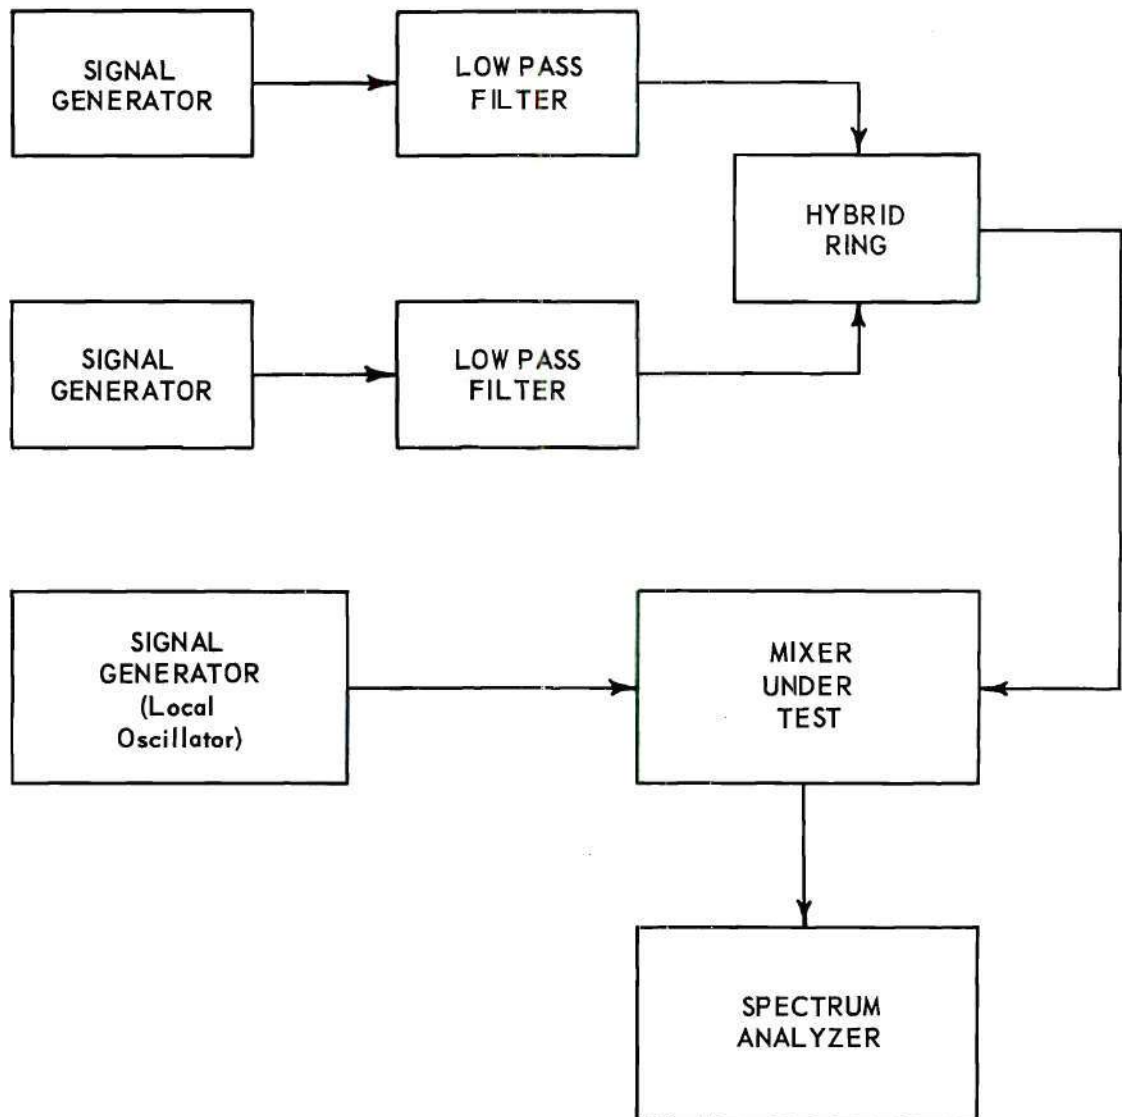 SIGNAL
GENERATOR
LOW PASS
FILTER
HYBRID
RING
SIGNAL
GENERATOR
LOW PASS
FILTER
SIGNAL
GENERATOR
(Local
Oscillator)
MIXER
UNDER
TEST
SPECTRUM
ANALYZER